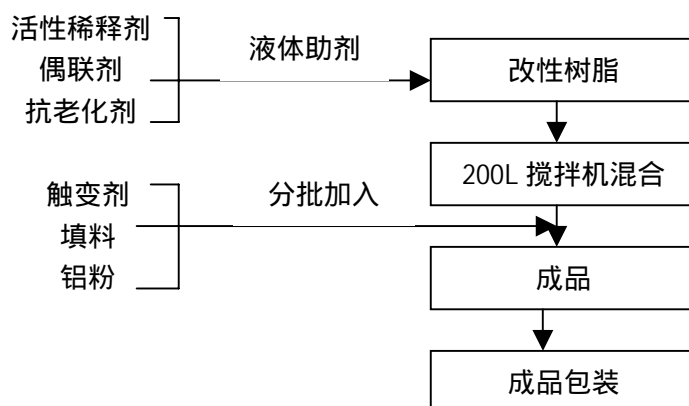 活性稀释剂
偶联剂
抗老化剂
液体助剂
改性树脂
200L 搅拌机混合
触变剂
填料
铝粉
分批加入
成品
成品包装